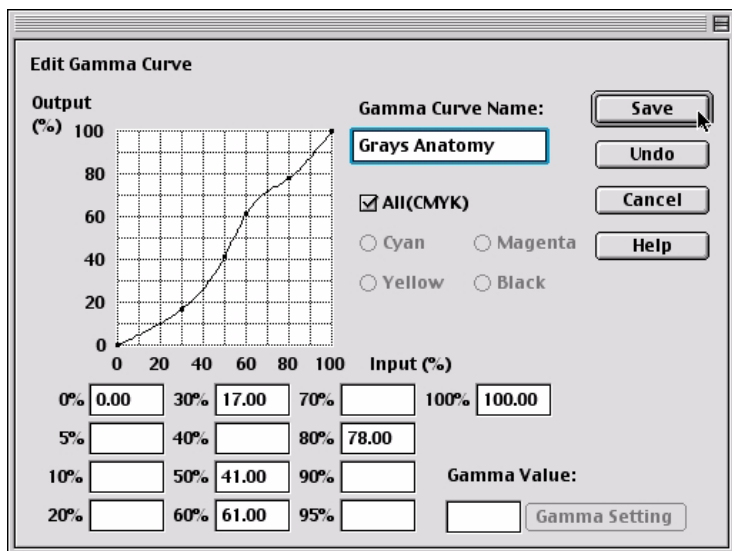 Edit Gamma Curve
Output
(%)
100
80
60
40
20
0
0 20 40 60 80 100 Input (%)
Gamma Curve Name:
Grays Anatomy
All(CMYK)
Cyan Magenta
Yellow Black
Save
Undo
Cancel
Help
0% 0.00 30% 17.00 70% 100% 100.00
5% 40% 80% 78.00
10% 50% 41.00 90%
20% 60% 61.00 95%
Gamma Value:
Gamma Setting